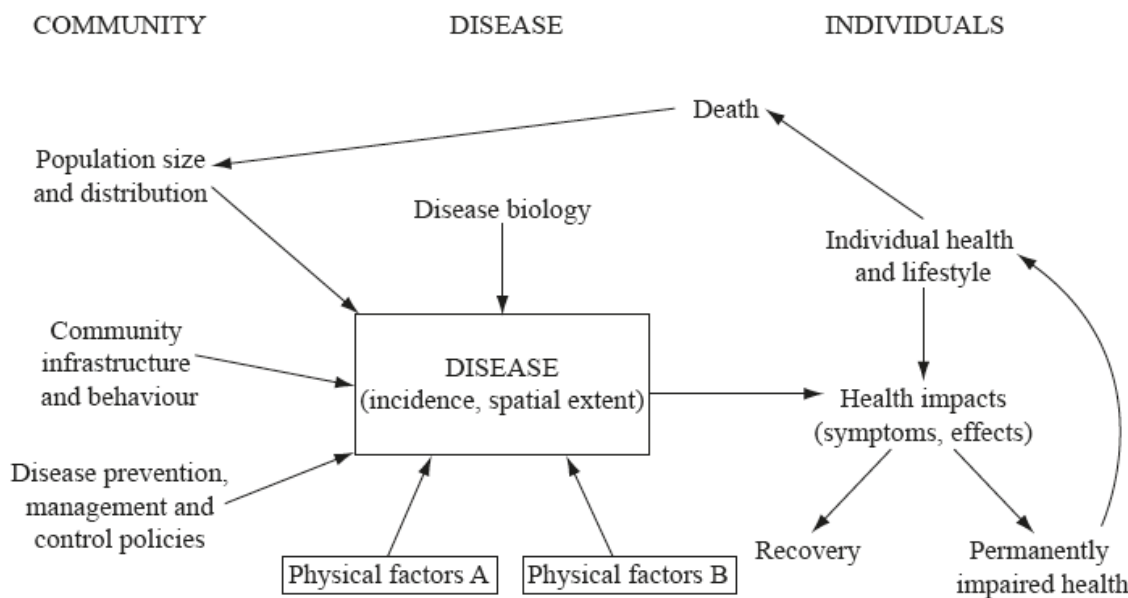 COMMUNITY
DISEASE
INDIVIDUALS
Death
Population size
and distribution
Disease biology
Individual health
and lifestyle
Community
infrastructure
and behaviour
DISEASE
(incidence, spatial extent)
Health impacts
(symptoms, effects)
Disease prevention,
management and
control policies
Physical factors A
Physical factors B
Recovery
Permanently
impaired health